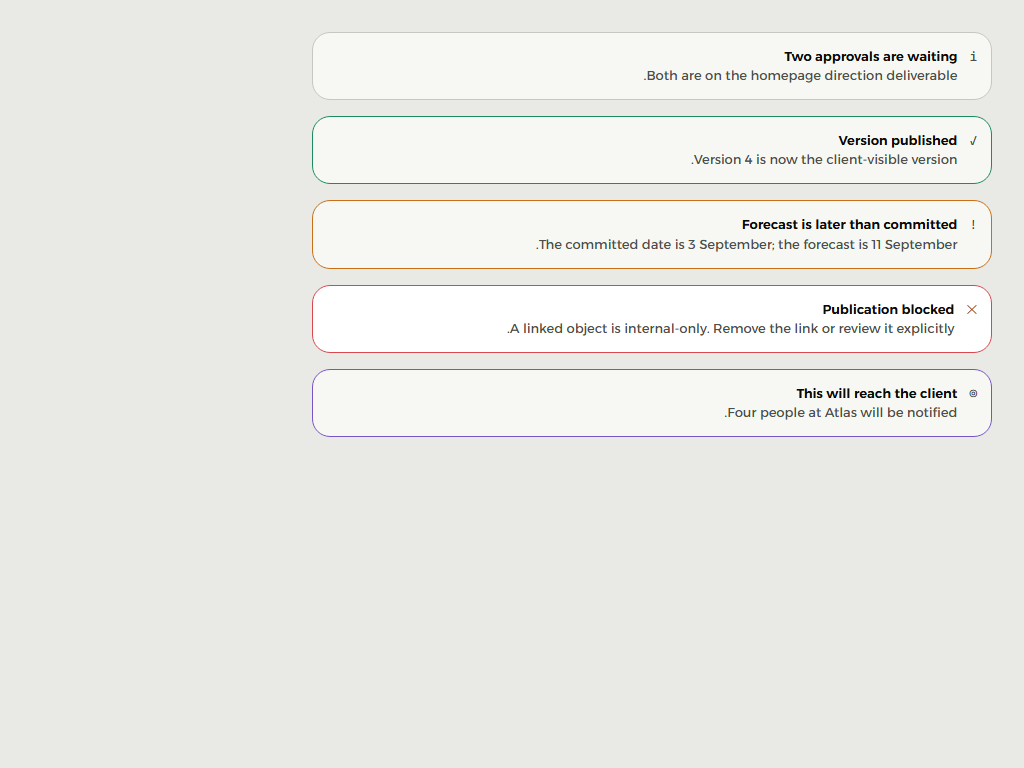 i Two approvals are waiting
.Both are on the homepage direction deliverable
✓ Version published
.Version 4 is now the client-visible version
! Forecast is later than committed
.The committed date is 3 September; the forecast is 11 September
× Publication blocked
.A linked object is internal-only. Remove the link or review it explicitly
◎ This will reach the client
.Four people at Atlas will be notified